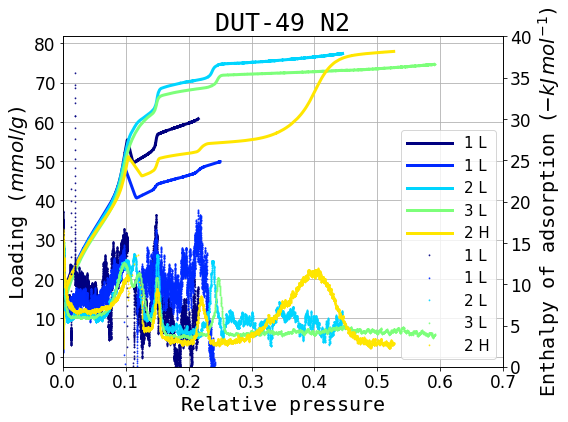 DUT-49 N2
80
70
60
50
40
30
20
10
0
Loading (mmol/g)
40
35
30
25
20
15
10
5
0
Enthalpy of adsorption (−kJ mol⁻¹)
1 L
1 L
2 L
3 L
2 H
1 L
1 L
2 L
3 L
2 H
0.0 0.1 0.2 0.3 0.4 0.5 0.6 0.7
Relative pressure